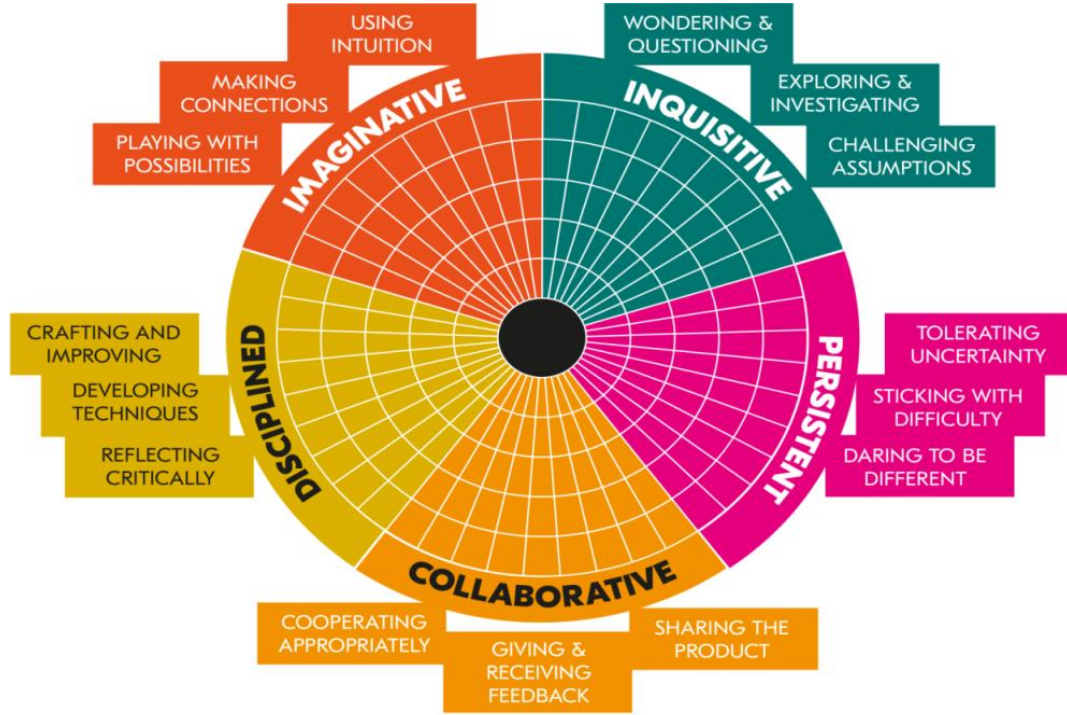 USING
INTUITION
MAKING
CONNECTIONS
PLAYING WITH
POSSIBILITIES
IMAGINATIVE
WONDERING &
QUESTIONING
EXPLORING &
INVESTIGATING
CHALLENGING
ASSUMPTIONS
INQUISITIVE
TOLERATING
UNCERTAINTY
STICKING WITH
DIFFICULTY
DARING TO BE
DIFFERENT
PERSISTENT
SHARING THE
PRODUCT
GIVING &
RECEIVING
FEEDBACK
COOPERATING
APPROPRIATELY
COLLABORATIVE
CRAFTING AND
IMPROVING
DEVELOPING
TECHNIQUES
REFLECTING
CRITICALLY
DISCIPLINED